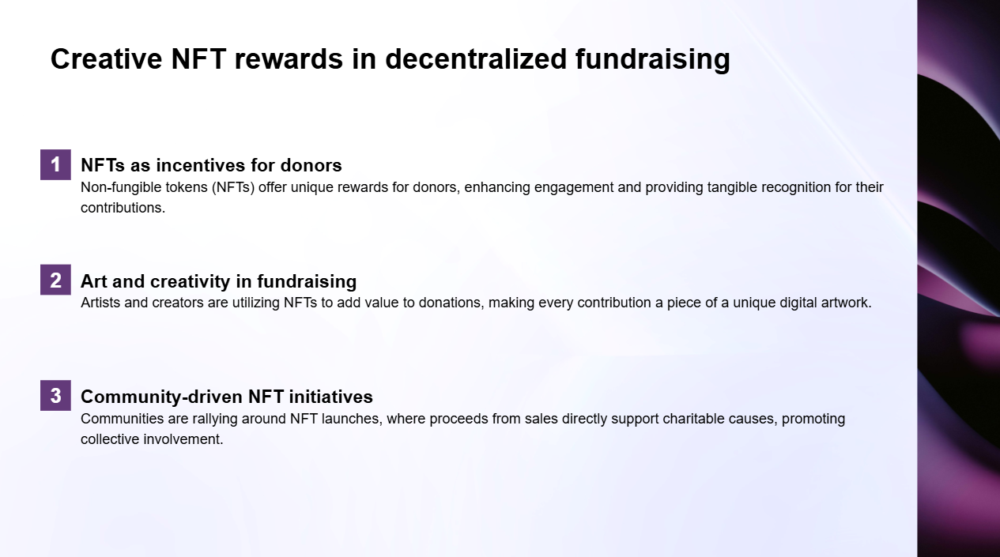 Creative NFT rewards in decentralized fundraising
1
NFTs as incentives for donors
Non-fungible tokens (NFTs) offer unique rewards for donors, enhancing engagement and providing tangible recognition for their
contributions.
2
Art and creativity in fundraising
Artists and creators are utilizing NFTs to add value to donations, making every contribution a piece of a unique digital artwork.
3
Community-driven NFT initiatives
Communities are rallying around NFT launches, where proceeds from sales directly support charitable causes, promoting
collective involvement.